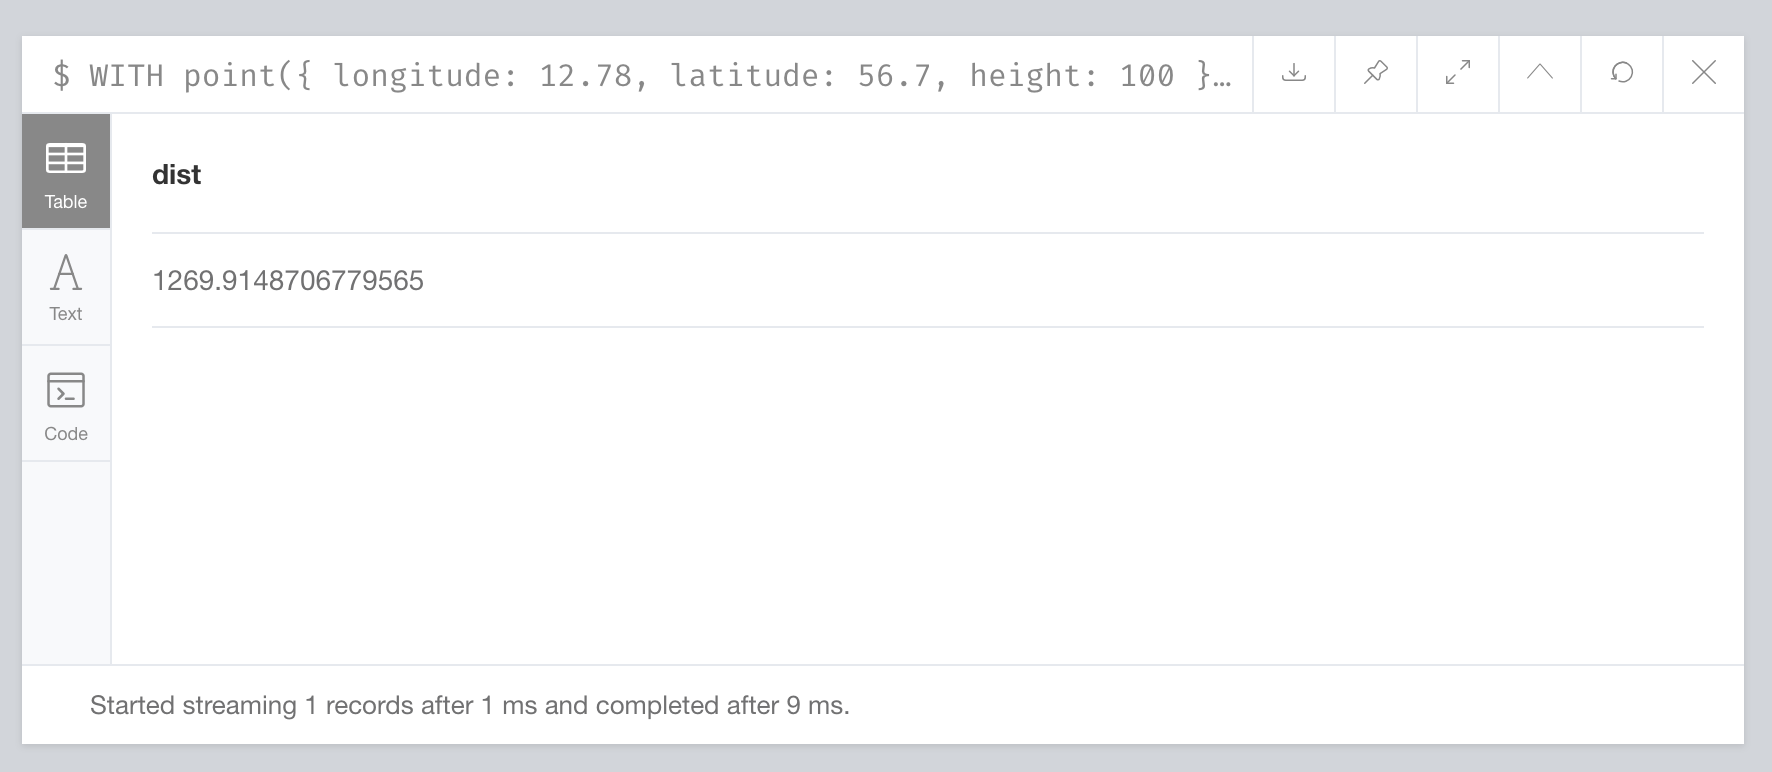 $ WITH point({ longitude: 12.78, latitude: 56.7, height: 100 }…
Table
dist
1269.9148706779565
Text
Code
Started streaming 1 records after 1 ms and completed after 9 ms.